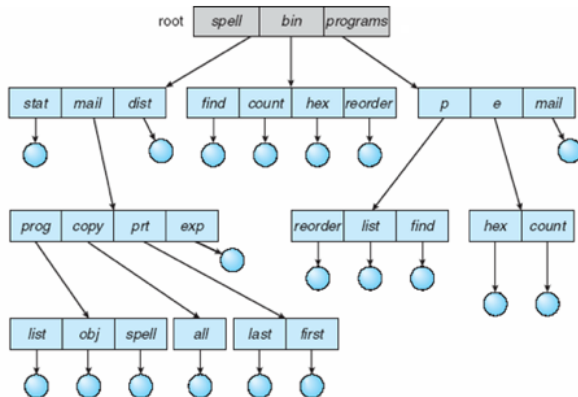 root spell bin programs
stat mail dist find count hex reorder p e mail
prog copy prt exp reorder list find hex count
list obj spell all last first